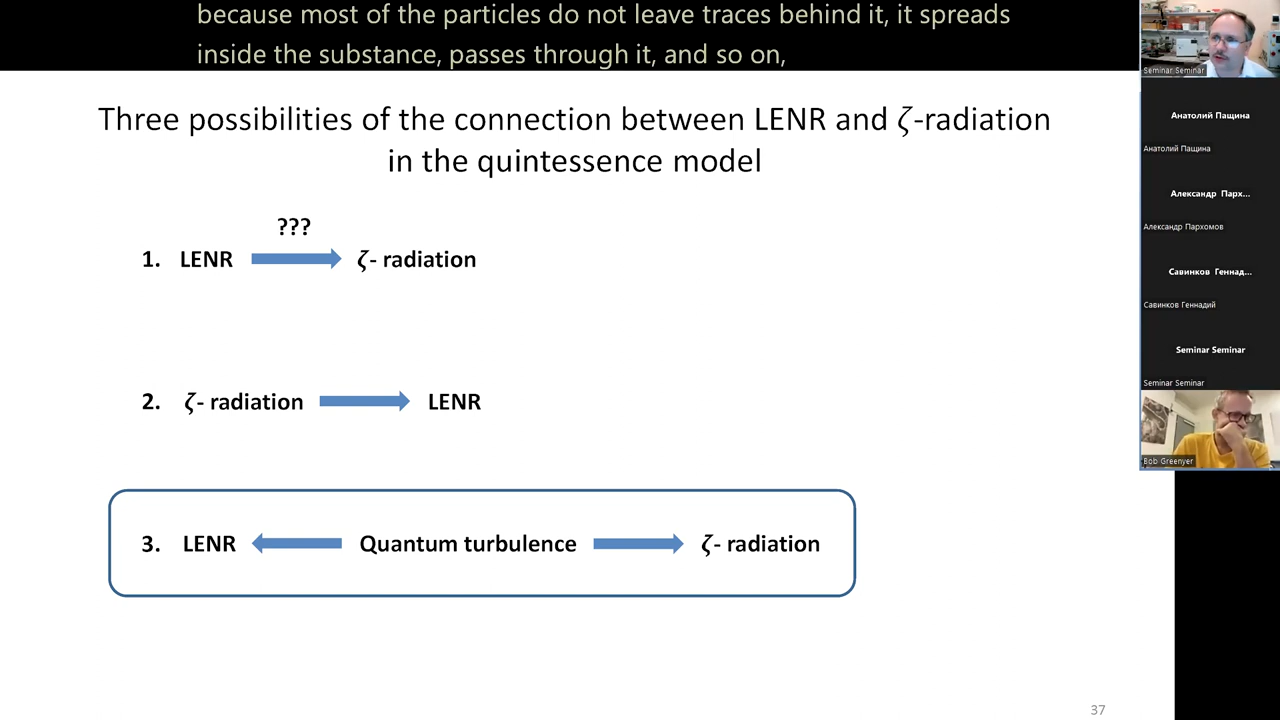 because most of the particles do not leave traces behind it, it spreads
inside the substance, passes through it, and so on,
Three possibilities of the connection between LENR and ζ-radiation
in the quintessence model
???
1. LENR ζ- radiation
2. ζ- radiation LENR
3. LENR Quantum turbulence ζ- radiation
37
Seminar Seminar
Анатолий Пащина
Анатолий Пащина
Александр Парх...
Александр Пархомов
Савинков Геннад...
Савинков Геннадий
Seminar Seminar
Seminar Seminar
Bob Greenyer